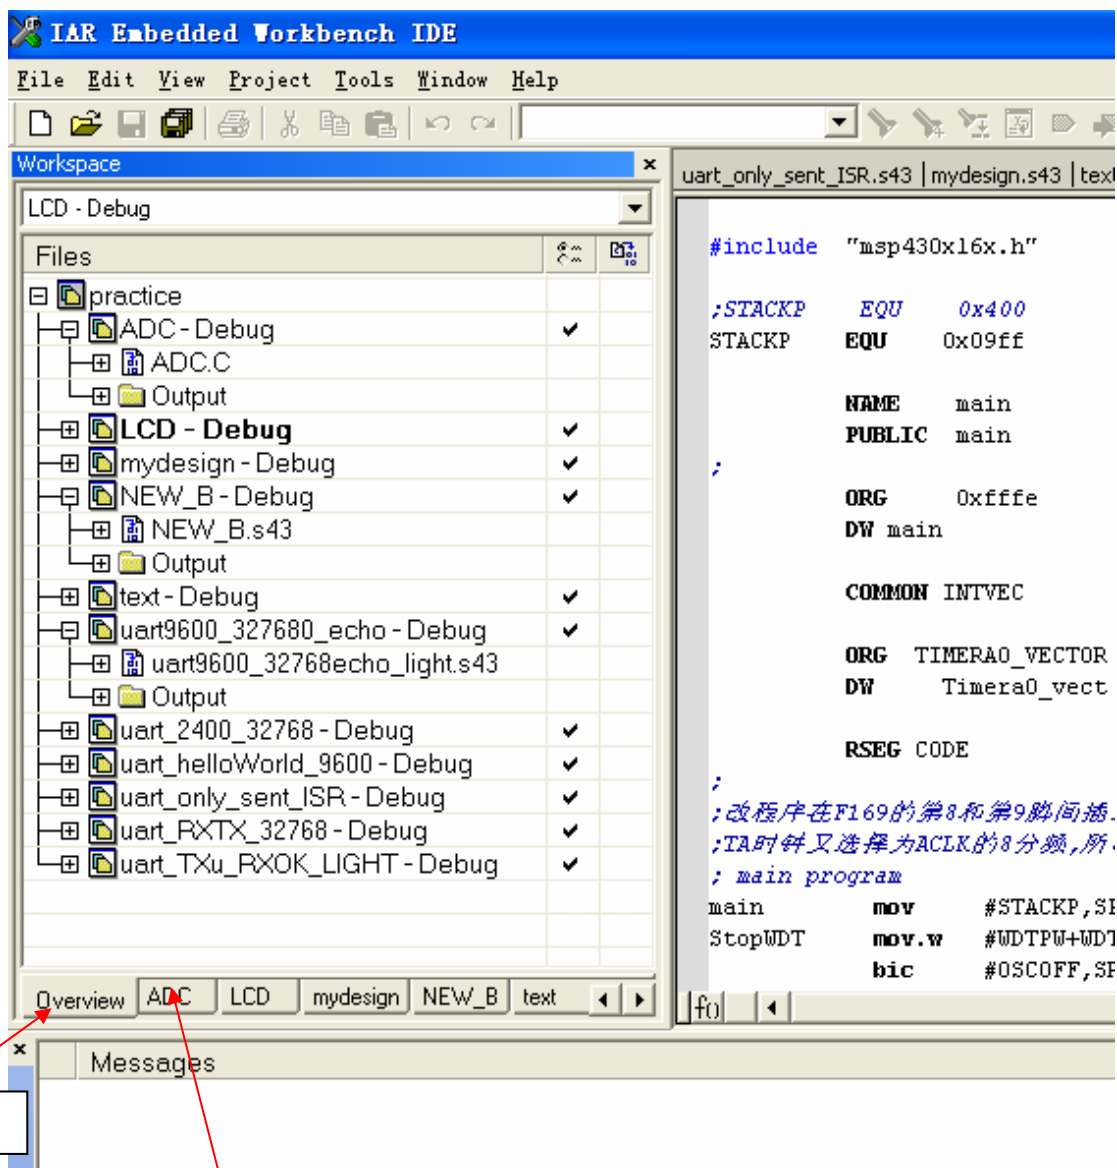 IAR Embedded Workbench IDE
File Edit View Project Tools Window Help
Workspace
LCD - Debug
Files
practice
ADC - Debug
ADC.C
Output
LCD - Debug
mydesign - Debug
NEW_B - Debug
NEW_B.s43
Output
text - Debug
uart9600_327680_echo - Debug
uart9600_32768echo_light.s43
Output
uart_2400_32768 - Debug
uart_helloWorld_9600 - Debug
uart_only_sent_ISR - Debug
uart_RXTX_32768 - Debug
uart_TXu_RXOK_LIGHT - Debug
Overview ADC LCD mydesign NEW_B text
uart_only_sent_ISR.s43 | mydesign.s43 | text
#include "msp430x16x.h"
;STACKP EQU 0x400
STACKP EQU 0x09ff
NAME main
PUBLIC main
;
ORG 0xfffe
DW main
COMMON INTVEC
ORG TIMERA0_VECTOR
DW Timera0_vect
RSEG CODE
;
;改程序在F169的第8和第9脚间插
;TA时钟又选择为ACLK的8分频,所
; main program
main mov #STACKP,SP
StopWDT mov.w #WDTPW+WDT
bic #OSCOFF,SR
f()
Messages